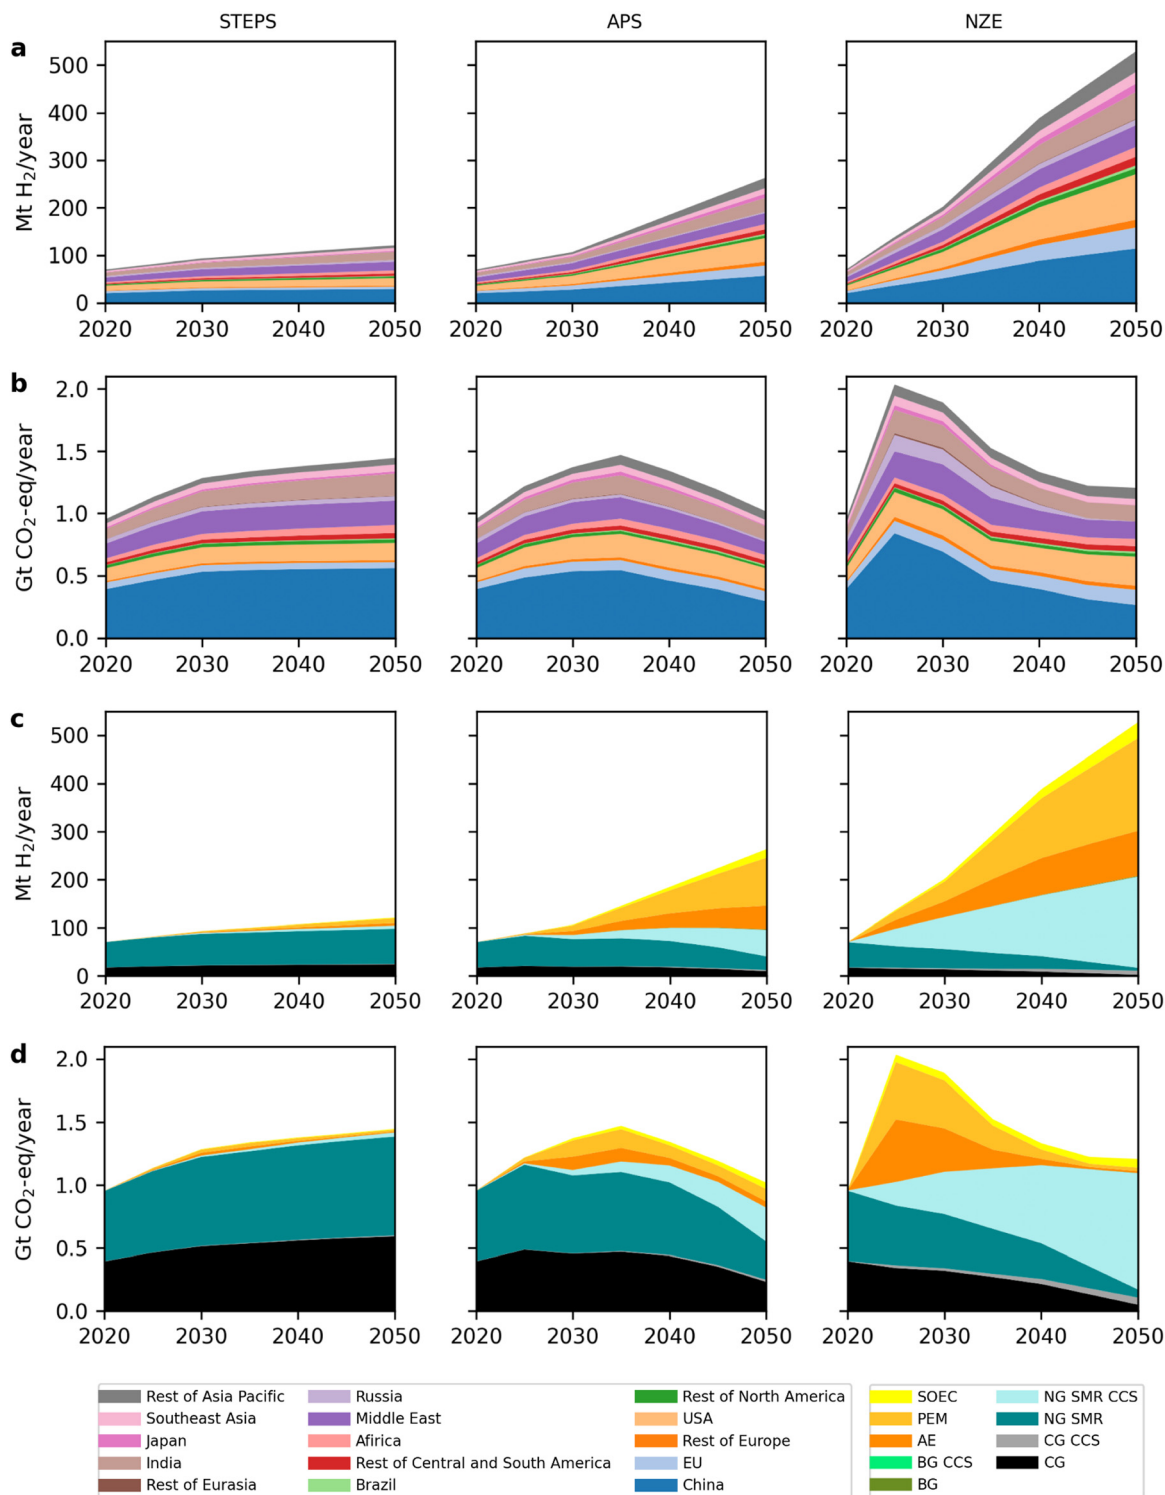 STEPS APS NZE
a
Mt H2/year
500
400
300
200
100
0
2020 2030 2040 2050 2020 2030 2040 2050 2020 2030 2040 2050
b
Gt CO2-eq/year
2.0
1.5
1.0
0.5
0.0
2020 2030 2040 2050 2020 2030 2040 2050 2020 2030 2040 2050
c
Mt H2/year
500
400
300
200
100
0
2020 2030 2040 2050 2020 2030 2040 2050 2020 2030 2040 2050
d
Gt CO2-eq/year
2.0
1.5
1.0
0.5
0.0
2020 2030 2040 2050 2020 2030 2040 2050 2020 2030 2040 2050
Rest of Asia Pacific
Southeast Asia
Japan
India
Rest of Eurasia
Russia
Middle East
Afirica
Rest of Central and South America
Brazil
Rest of North America
USA
Rest of Europe
EU
China
SOEC
PEM
AE
BG CCS
BG
NG SMR CCS
NG SMR
CG CCS
CG